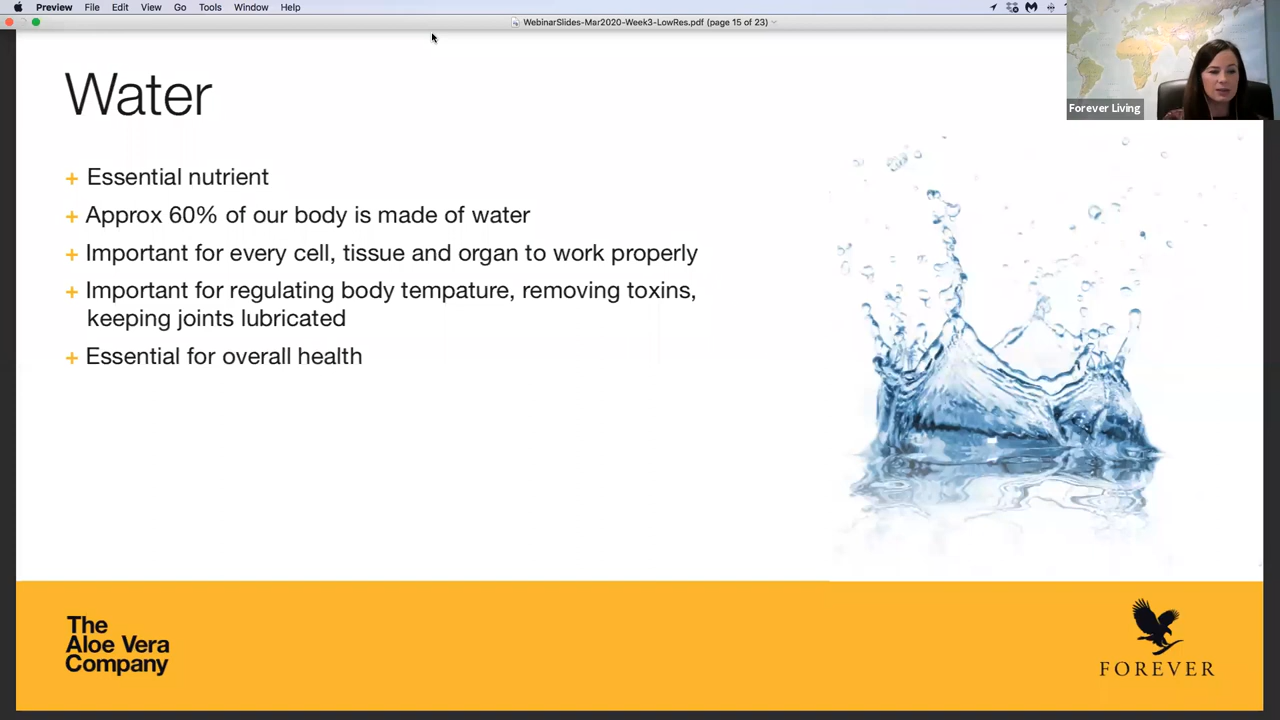 Preview File Edit View Go Tools Window Help
WebinarSlides-Mar2020-Week3-LowRes.pdf (page 15 of 23)
Forever Living
Water
+ Essential nutrient
+ Approx 60% of our body is made of water
+ Important for every cell, tissue and organ to work properly
+ Important for regulating body tempature, removing toxins,
keeping joints lubricated
+ Essential for overall health
The
Aloe Vera
Company
FOREVER